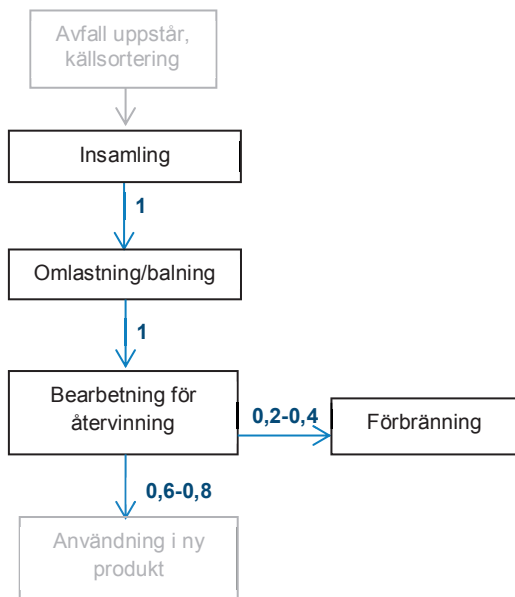 Avfall uppstår,
källsortering
Insamling
1
Omlastning/balning
1
Bearbetning för
återvinning
0,2-0,4
Förbränning
0,6-0,8
Användning i ny
produkt